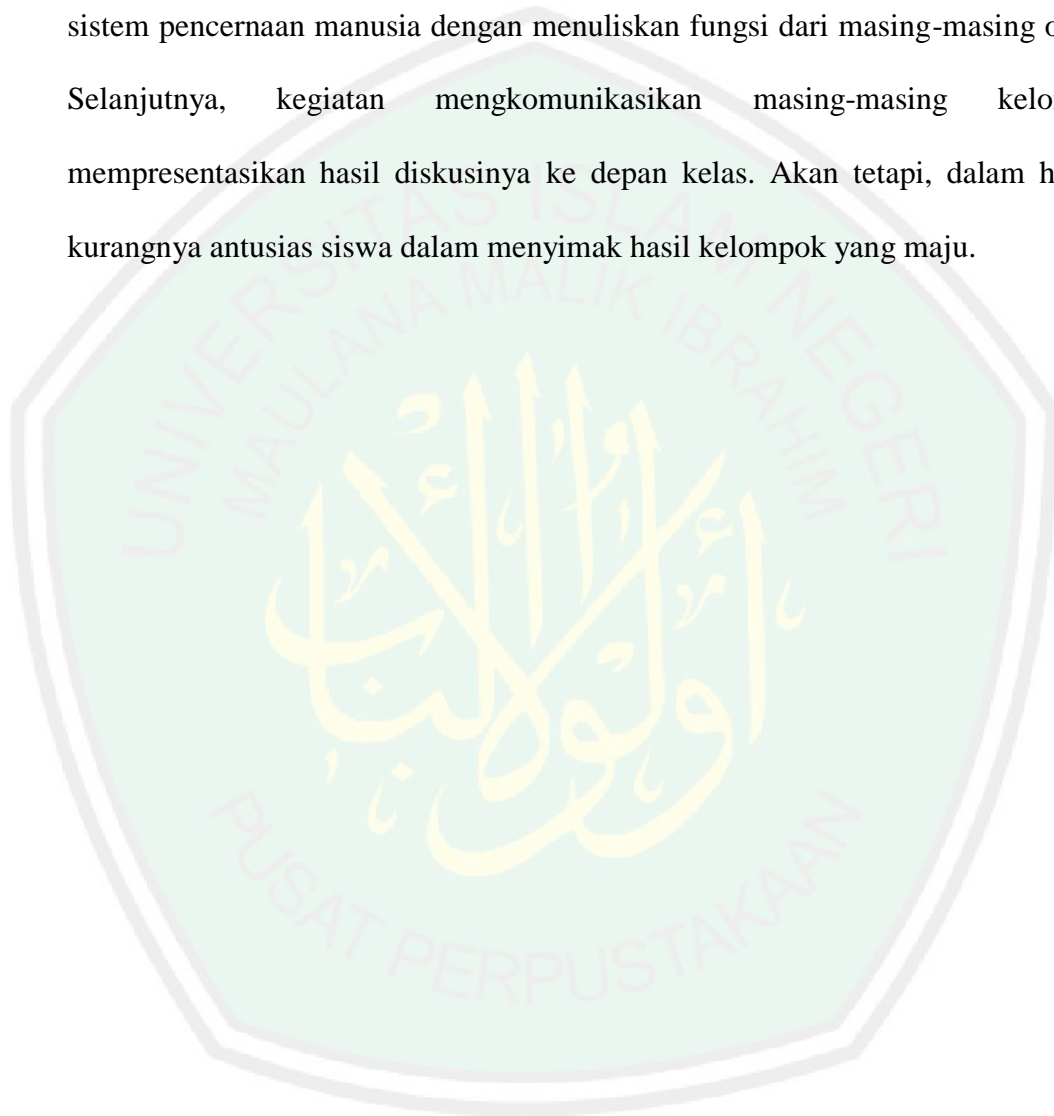 sistem pencernaan manusia dengan menuliskan fungsi dari masing-masing
Selanjutnya, kegiatan mengkomunikasikan masing-masing
mempresentasikan hasil diskusinya ke depan kelas. Akan tetapi, dalam
kurangnya antusias siswa dalam menyimak hasil kelompok yang maju.
UNIVERSITAS ISLAM NEGERI
MAULANA MALIK IBRAHIM
أولوا الألباب
PUSAT PERPUSTAKAAN